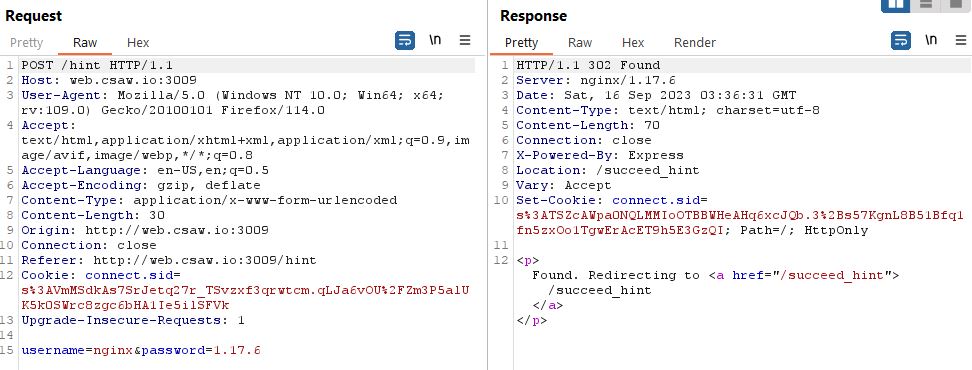 Request
Pretty Raw Hex \n
1 POST /hint HTTP/1.1
2 Host: web.csaw.io:3009
3 User-Agent: Mozilla/5.0 (Windows NT 10.0; Win64; x64;
rv:109.0) Gecko/20100101 Firefox/114.0
4 Accept:
text/html,application/xhtml+xml,application/xml;q=0.9,im
age/avif,image/webp,*/*;q=0.8
5 Accept-Language: en-US,en;q=0.5
6 Accept-Encoding: gzip, deflate
7 Content-Type: application/x-www-form-urlencoded
8 Content-Length: 30
9 Origin: http://web.csaw.io:3009
10 Connection: close
11 Referer: http://web.csaw.io:3009/hint
12 Cookie: connect.sid=
s%3AVmMSdkAs7SrJetq27r_TSvzxf3qrwtcm.qLJa6vOU%2FZm3P5alU
K5kOSWrc8zgc6bHA1Ie5ilSFVk
13 Upgrade-Insecure-Requests: 1
14
15 username=nginx&password=1.17.6
Response
Pretty Raw Hex Render \n
1 HTTP/1.1 302 Found
2 Server: nginx/1.17.6
3 Date: Sat, 16 Sep 2023 03:36:31 GMT
4 Content-Type: text/html; charset=utf-8
5 Content-Length: 70
6 Connection: close
7 X-Powered-By: Express
8 Location: /succeed_hint
9 Vary: Accept
10 Set-Cookie: connect.sid=
s%3ATSZcAWpaONQLMMIoOTBBWHeAHq6xcJQb.3%2Bs57KgnL8B51Bfq1
fn5zxOo1TgwErAcET9h5E3GzQI; Path=/; HttpOnly
11
12 <p>
Found. Redirecting to <a href="/succeed_hint">
/succeed_hint
</a>
</p>